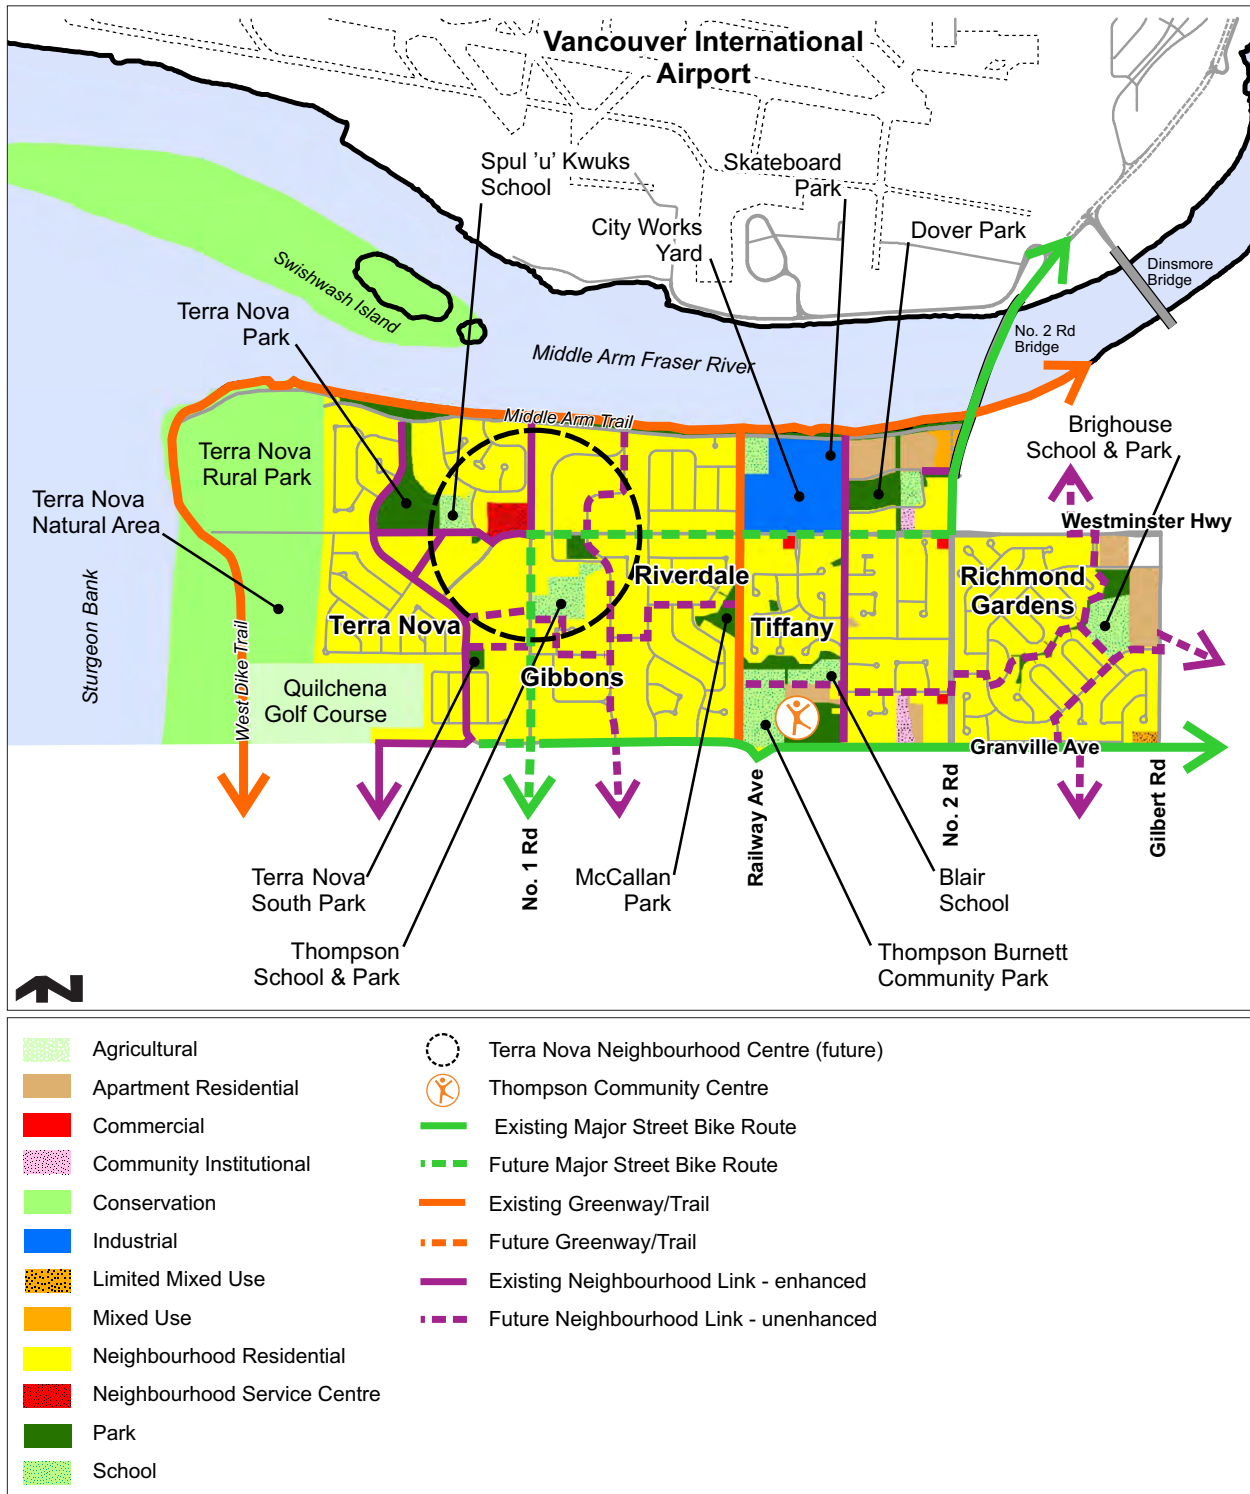 Vancouver International
Airport
Spul 'u' Kwuks
School
Skateboard
Park
City Works
Yard
Dover Park
Dinsmore
Bridge
Swishwash Island
Terra Nova
Park
No. 2 Rd
Bridge
Middle Arm Fraser River
Middle Arm Trail
Brighouse
School & Park
Terra Nova
Rural Park
Terra Nova
Natural Area
Westminster Hwy
Riverdale
Richmond
Gardens
Terra Nova
Tiffany
Sturgeon Bank
West Dike Trail
Gibbons
Quilchena
Golf Course
Granville Ave
No. 1 Rd
Railway Ave
No. 2 Rd
Gilbert Rd
Terra Nova
South Park
McCallan
Park
Blair
School
Thompson
School & Park
Thompson Burnett
Community Park
N
Agricultural
Apartment Residential
Commercial
Community Institutional
Conservation
Industrial
Limited Mixed Use
Mixed Use
Neighbourhood Residential
Neighbourhood Service Centre
Park
School
Terra Nova Neighbourhood Centre (future)
Thompson Community Centre
Existing Major Street Bike Route
Future Major Street Bike Route
Existing Greenway/Trail
Future Greenway/Trail
Existing Neighbourhood Link - enhanced
Future Neighbourhood Link - unenhanced